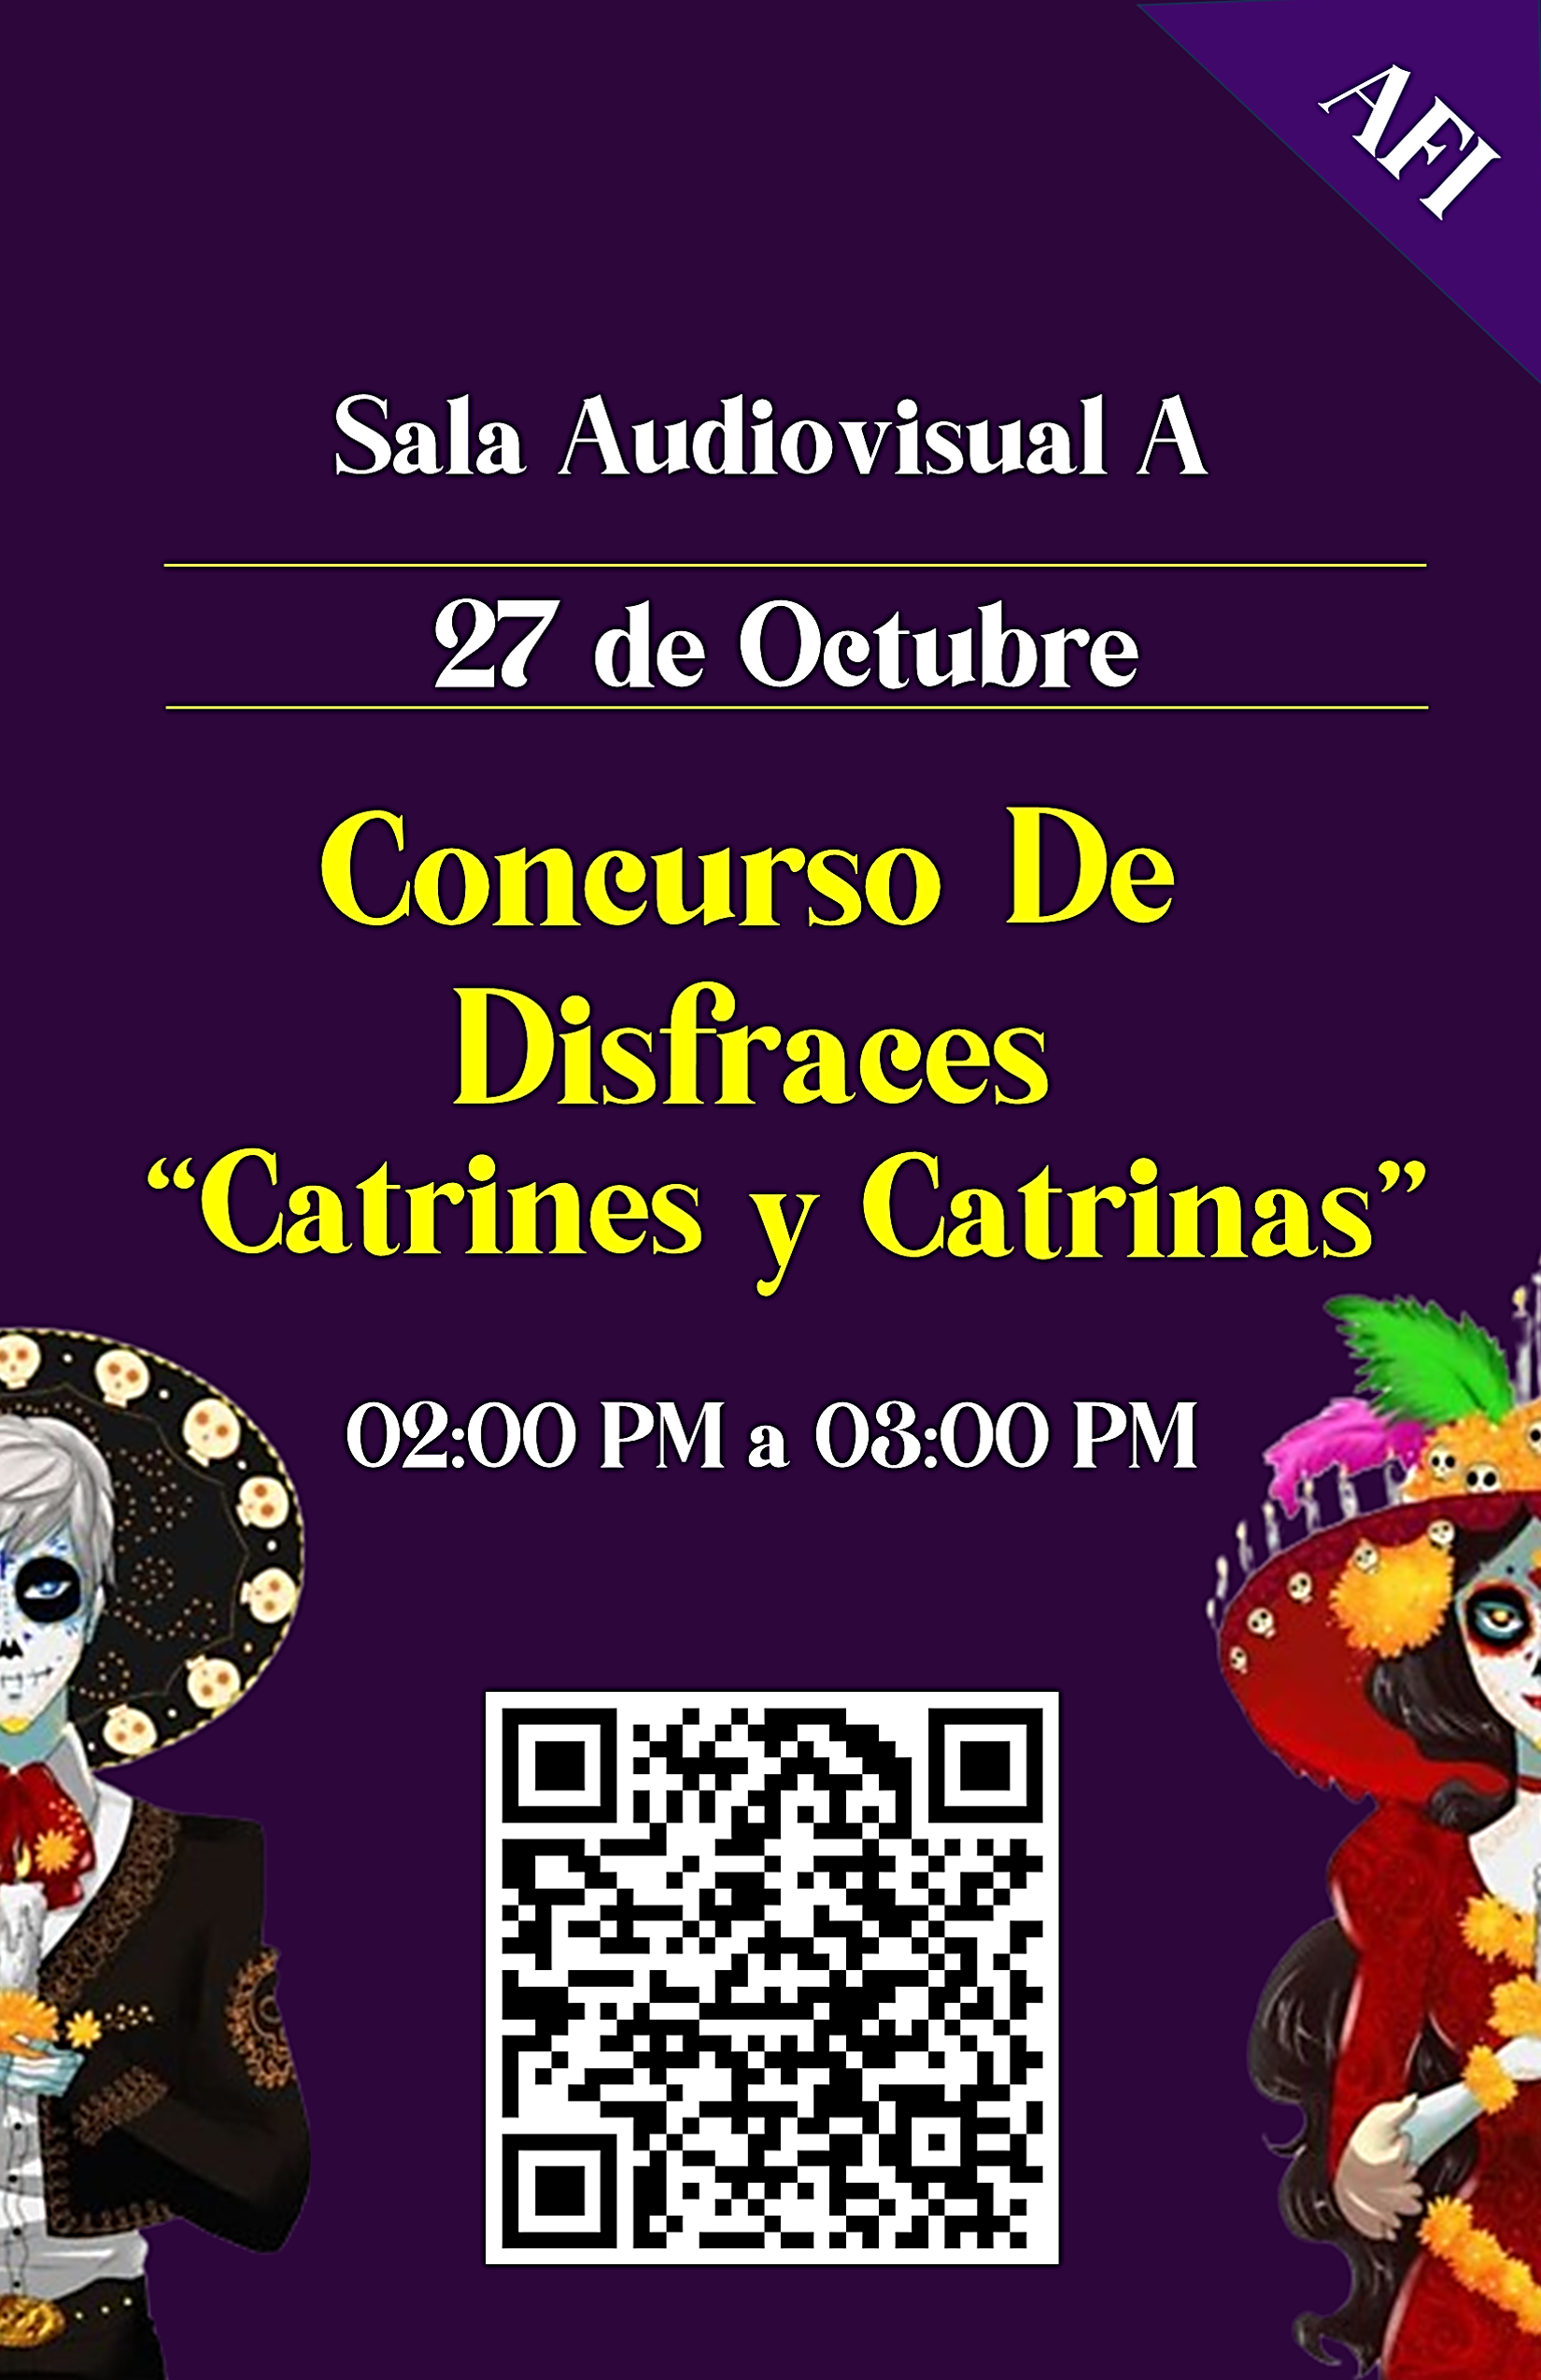 AFI
Sala Audiovisual A
27 de Octubre
Concurso De
Disfraces
“Catrines y Catrinas”
02:00 PM a 03:00 PM